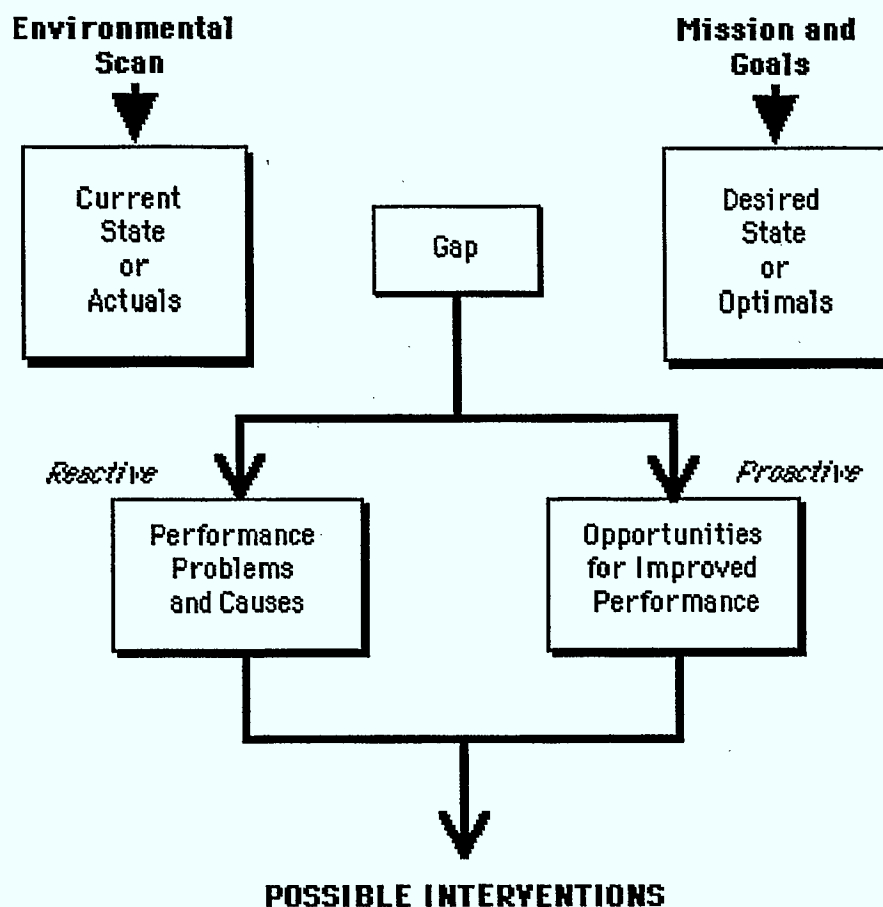 Environmental
Scan
Mission and
Goals
Current
State
or
Actuals
Gap
Desired
State
or
Optimals
Reactive
Proactive
Performance
Problems
and Causes
Opportunities
for Improved
Performance
POSSIBLE INTERVENTIONS